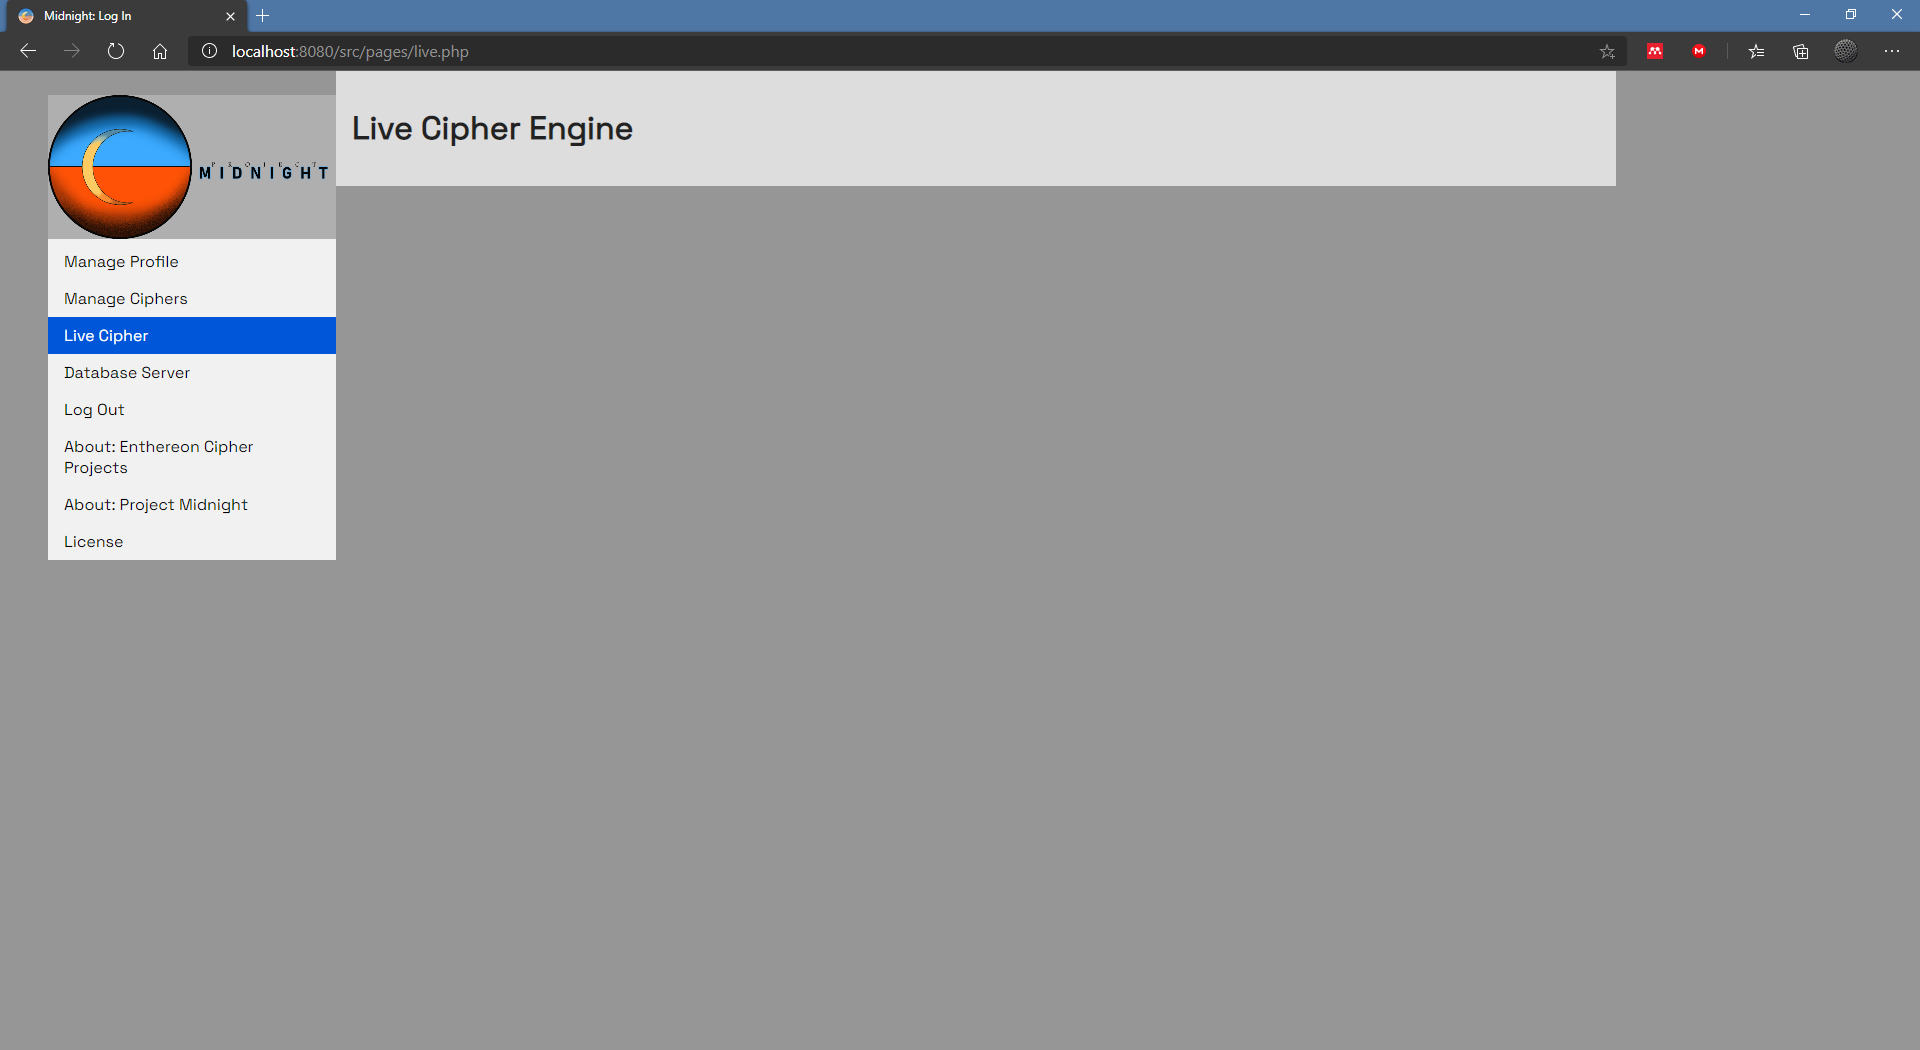 Midnight: Log In
localhost:8080/src/pages/live.php
PROJECT
MIDNIGHT
Live Cipher Engine
Manage Profile
Manage Ciphers
Live Cipher
Database Server
Log Out
About: Enthereon Cipher
Projects
About: Project Midnight
License